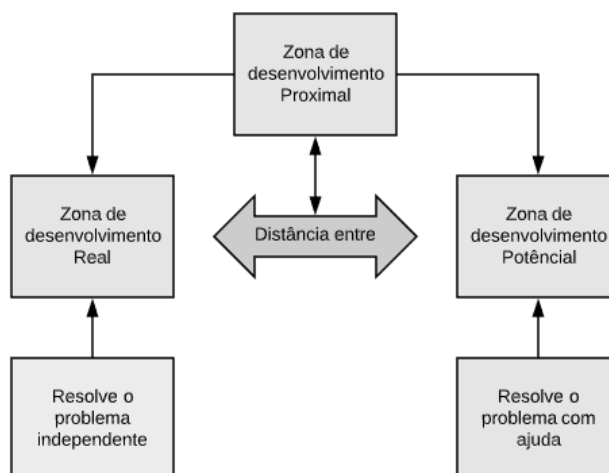 Zona de
desenvolvimento
Proximal
Zona de
desenvolvimento
Real
Distância entre
Zona de
desenvolvimento
Potêncial
Resolve o
problema
independente
Resolve o
problema com
ajuda